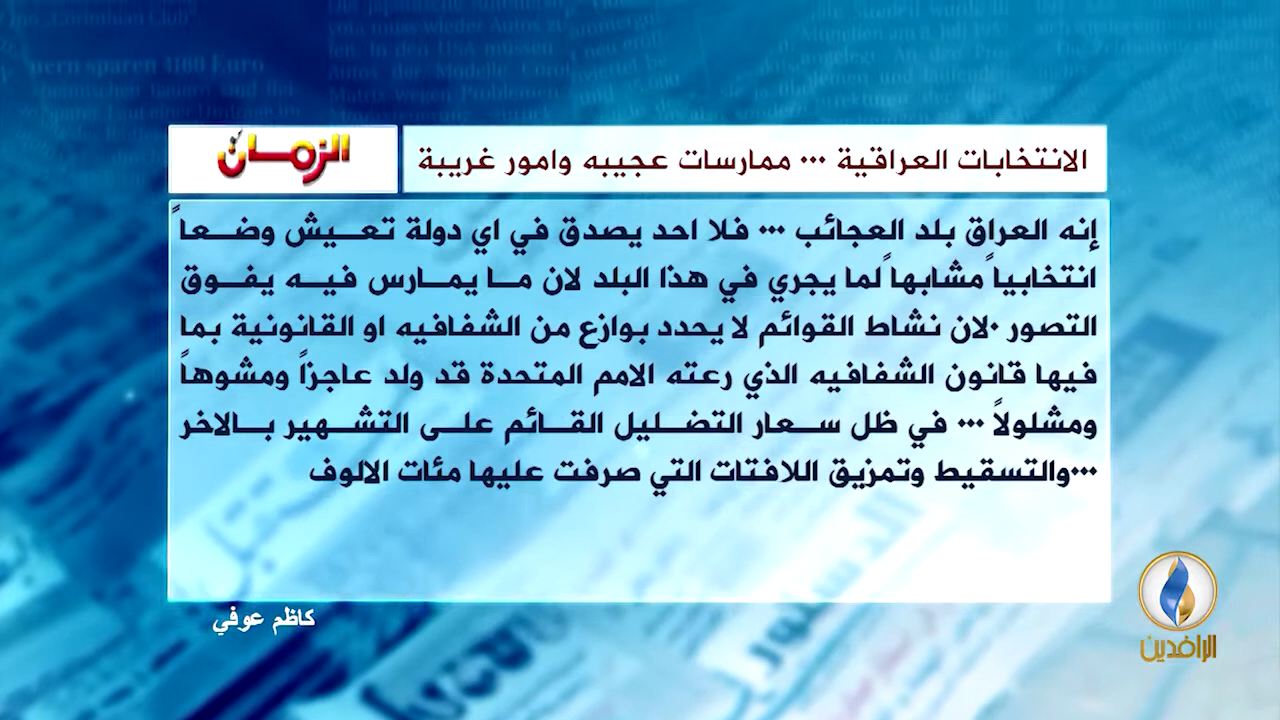 الزمان
الانتخابات العراقية ... ممارسات عجيبه وامور غريبة
إنه العراق بلد العجائب ... فلا احد يصدق في اي دولة تعيش وضعاً
انتخابياً مشابهاً لما يجري في هذا البلد لان ما يمارس فيه يفوق
التصور .لان نشاط القوائم لا يحدد بوازع من الشفافيه او القانونية بما
فيها قانون الشفافيه الذي رعته الامم المتحدة قد ولد عاجزاً ومشوهاً
ومشلولاً ... في ظل سعار التضليل القائم على التشهير بالاخر
...والتسقيط وتمزيق اللافتات التي صرفت عليها مئات الالوف
كاظم عوفي
الرافدين